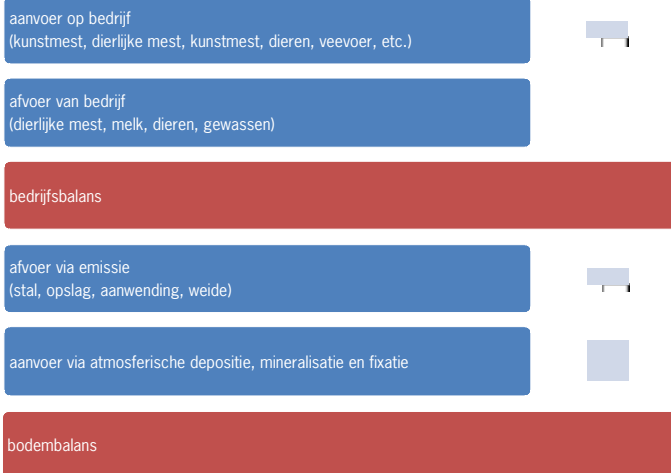 aanvoer op bedrijf
(kunstmest, dierlijke mest, kunstmest, dieren, veevoer, etc.)
afvoer van bedrijf
(dierlijke mest, melk, dieren, gewassen)
bedrijfsbalans
afvoer via emissie
(stal, opslag, aanwending, weide)
aanvoer via atmosferische depositie, mineralisatie en fixatie
bodembalans